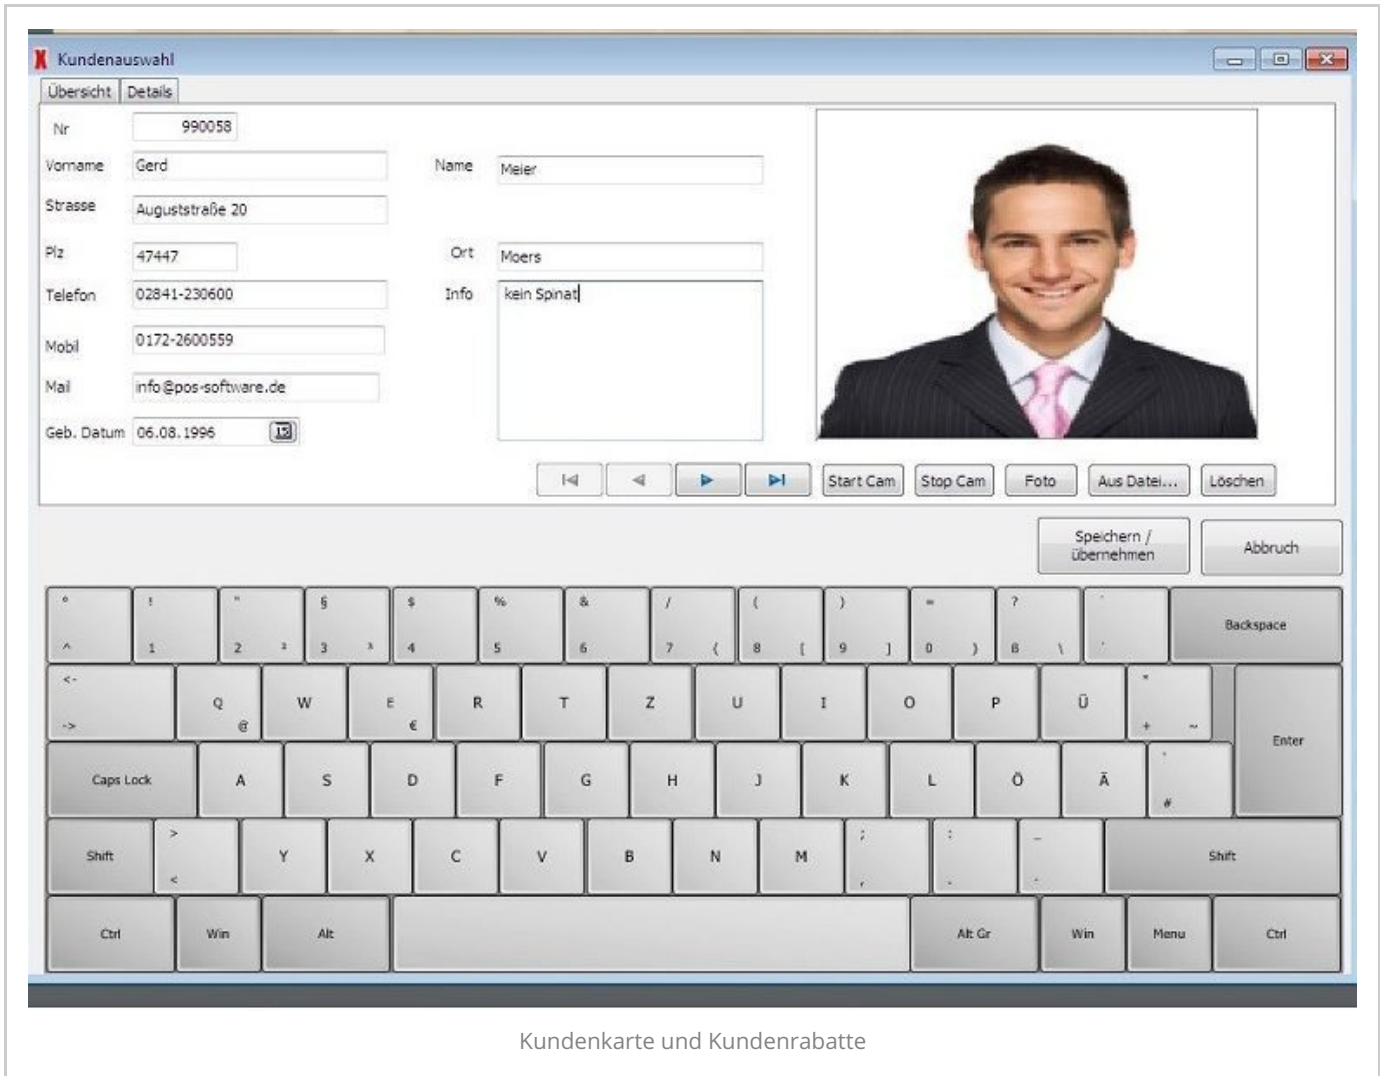 Kundenauswahl
Übersicht Details
Nr 990058
Vorname Gerd Name Meier
Strasse Auguststraße 20
Plz 47447 Ort Moers
Telefon 02841-230600 Info kein Spinat
Mobil 0172-2600559
Mail info@pos-software.de
Geb. Datum 06.08.1996 15
Start Cam Stop Cam Foto Aus Datei... Löschen
Speichern /
übernehmen
Abbruch
° ! " § $ % & / ( ) = ? `
^ 1 2 ² 3 ³ 4 5 6 7 { 8 [ 9 ] 0 } ß \ ´ Backspace
<- *
-> Q @ W E € R T Z U I O P Ü + ~ Enter
Caps Lock A S D F G H J K L Ö Ä ' #
Shift > < Y X C V B N M ; , : . _ - Shift
Ctrl Win Alt Alt Gr Win Menu Ctrl
Kundenkarte und Kundenrabatte